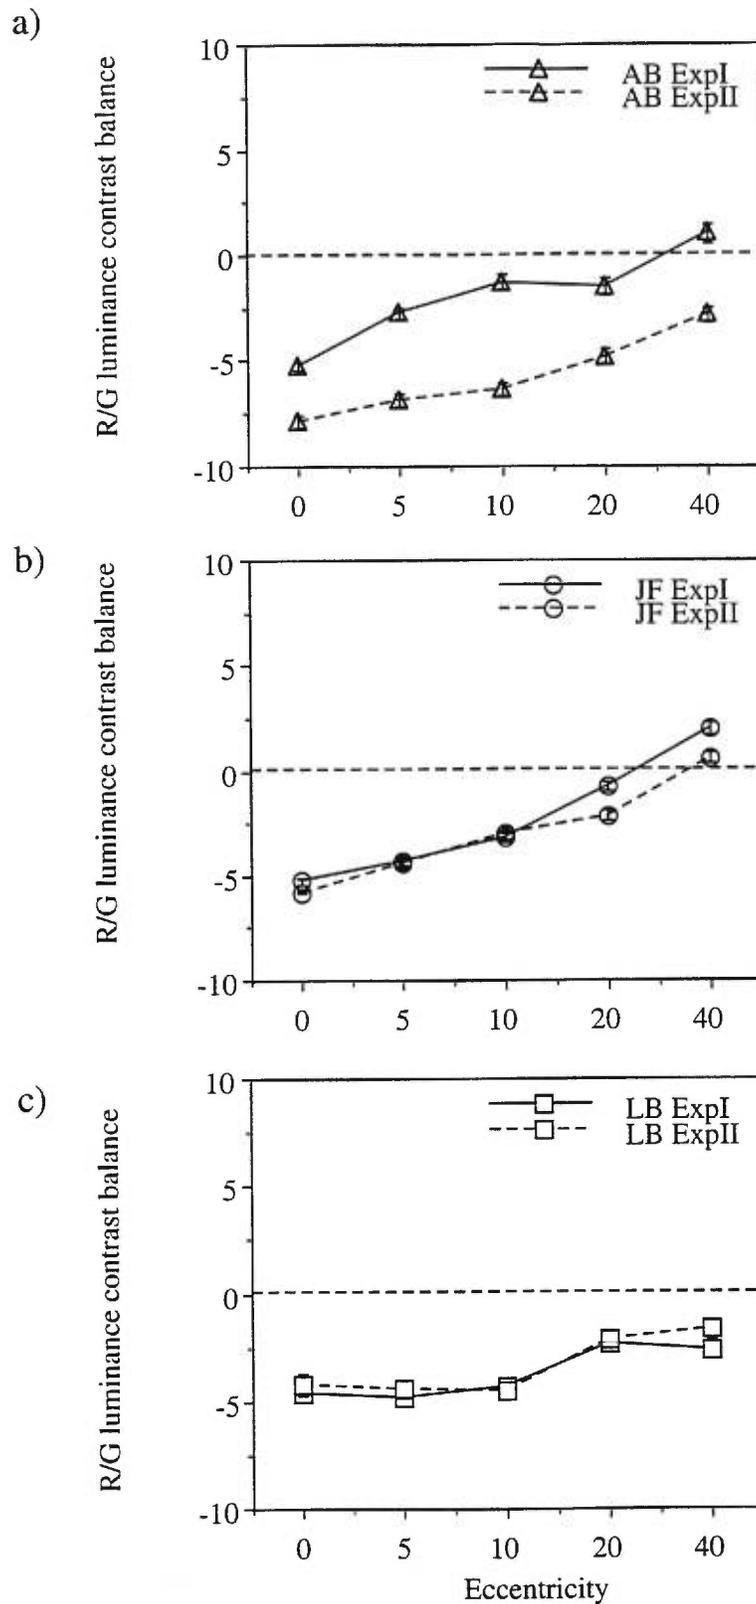 a)
R/G luminance contrast balance
10
5
0
-5
-10
AB ExpI
AB ExpII
0 5 10 20 40
b)
R/G luminance contrast balance
10
5
0
-5
-10
JF ExpI
JF ExpII
0 5 10 20 40
c)
R/G luminance contrast balance
10
5
0
-5
-10
LB ExpI
LB ExpII
0 5 10 20 40
Eccentricity